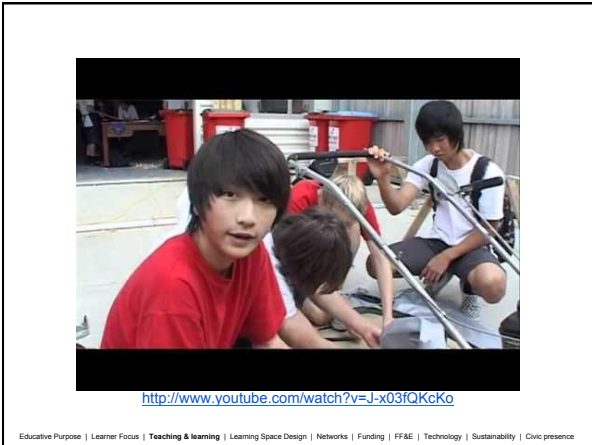 http://www.youtube.com/watch?v=J-x03fQKcKo
Educative Purpose | Learner Focus | Teaching & learning | Learning Space Design | Networks | Funding | FF&E | Technology | Sustainability | Civic presence